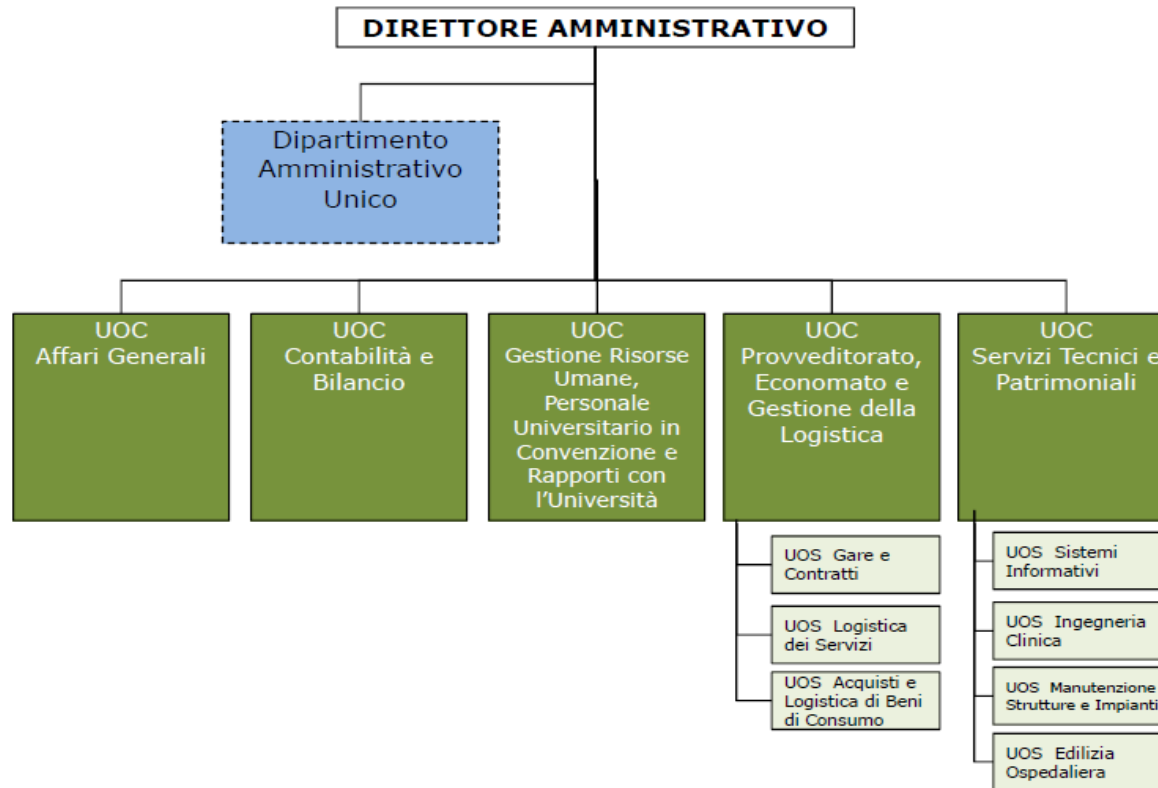 DIRETTORE AMMINISTRATIVO
Dipartimento
Amministrativo
Unico
UOC
Affari Generali
UOC
Contabilità e
Bilancio
UOC
Gestione Risorse
Umane,
Personale
Universitario in
Convenzione e
Rapporti con
l’Università
UOC
Provveditorato,
Economato e
Gestione della
Logistica
UOC
Servizi Tecnici e
Patrimoniali
UOS Gare e
Contratti
UOS Logistica
dei Servizi
UOS Acquisti e
Logistica di Beni
di Consumo
UOS Sistemi
Informativi
UOS Ingegneria
Clinica
UOS Manutenzione
Strutture e Impianti
UOS Edilizia
Ospedaliera